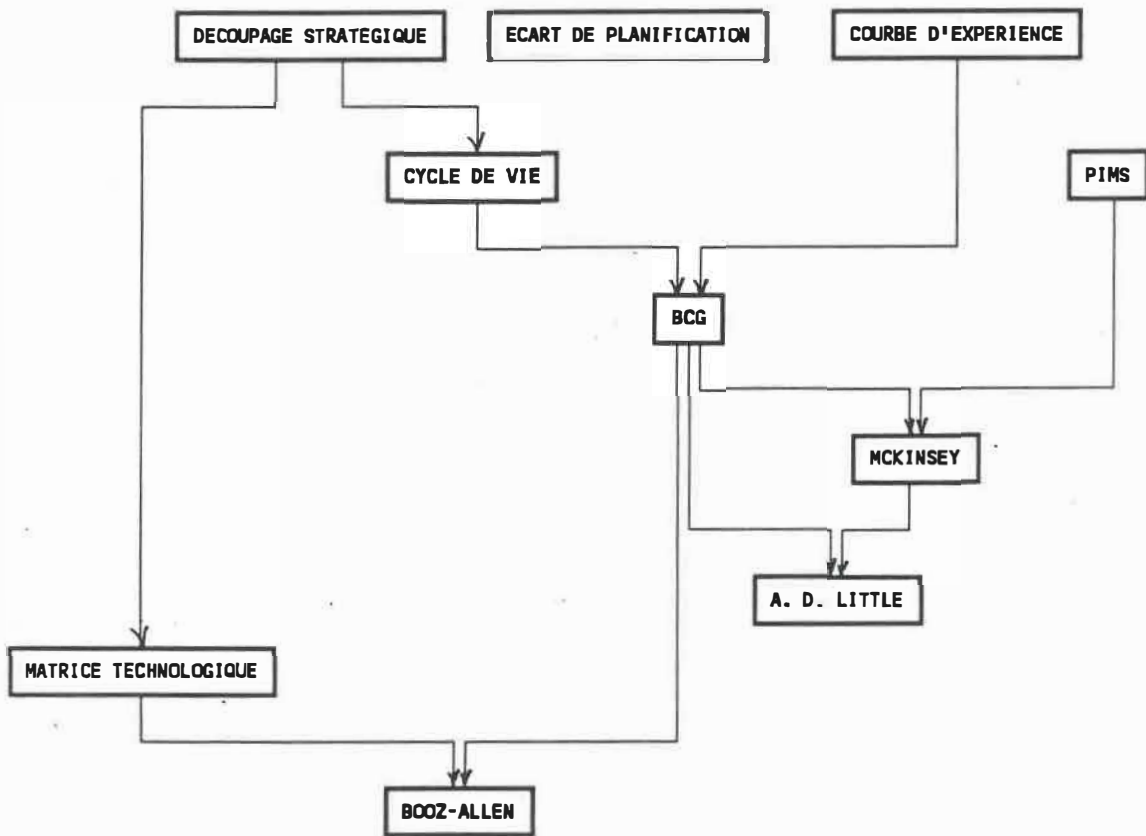 DECOUPAGE STRATEGIQUE
ECART DE PLANIFICATION
COURBE D'EXPERIENCE
CYCLE DE VIE
PIMS
BCG
MCKINSEY
A. D. LITTLE
MATRICE TECHNOLOGIQUE
BOOZ-ALLEN